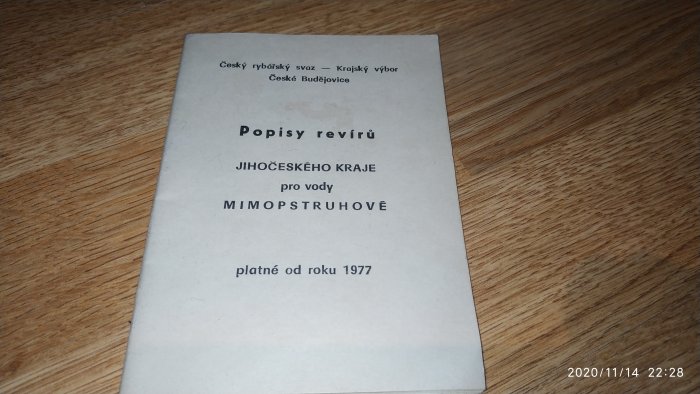 Český rybářský svaz — Krajský výbor
České Budějovice
Popisy revírů
JIHOČESKÉHO KRAJE
pro vody
MIMOPSTRUHOVÉ
platné od roku 1977
2020/11/14 22:28